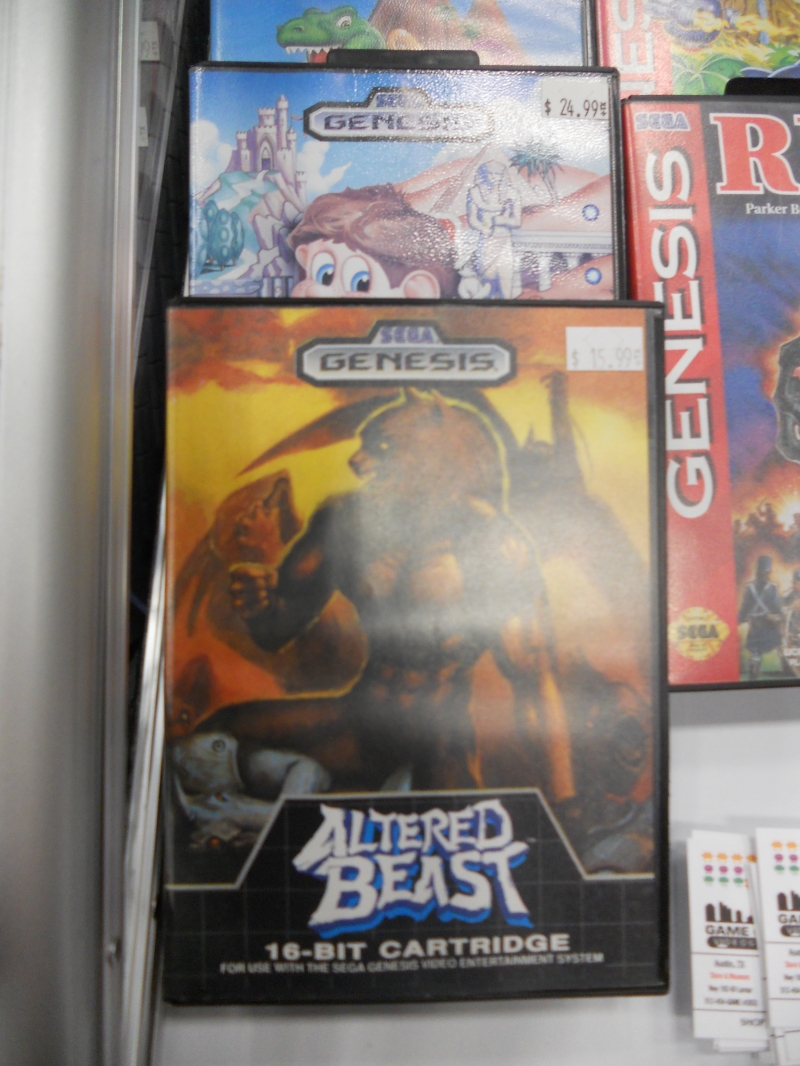 SEGA
GENESIS
$ 24.99
SEGA
GENESIS
R
Parker B
SEGA
GENESIS
$ 15.99
SEGA
ALTERED
BEAST
16-BIT CARTRIDGE
FOR USE WITH THE SEGA GENESIS VIDEO ENTERTAINMENT SYSTEM
GAME